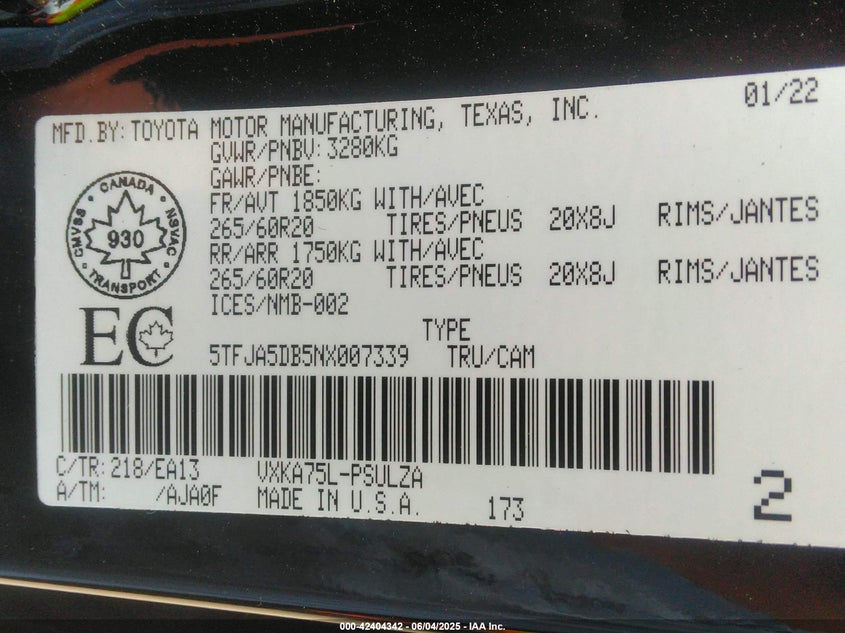 01/22
MFD.BY: TOYOTA MOTOR MANUFACTURING, TEXAS, INC.
GVWR/PNBV: 3280KG
GAWR/PNBE:
FR/AVT 1850KG WITH/AVEC
265/60R20 TIRES/PNEUS 20X8J RIMS/JANTES
RR/ARR 1750KG WITH/AVEC
265/60R20 TIRES/PNEUS 20X8J RIMS/JANTES
ICES/NMB-002
CANADA
CMVSS 930 NSVAC
TRANSPORT
EC
TYPE
5TFJA5DB5NX007339 TRU/CAM
C/TR: 218/EA13 VXKA75L-PSULZA
A/TM: /AJA0F MADE IN U.S.A. 173
2
000-42404342 - 06/04/2025 - IAA Inc.